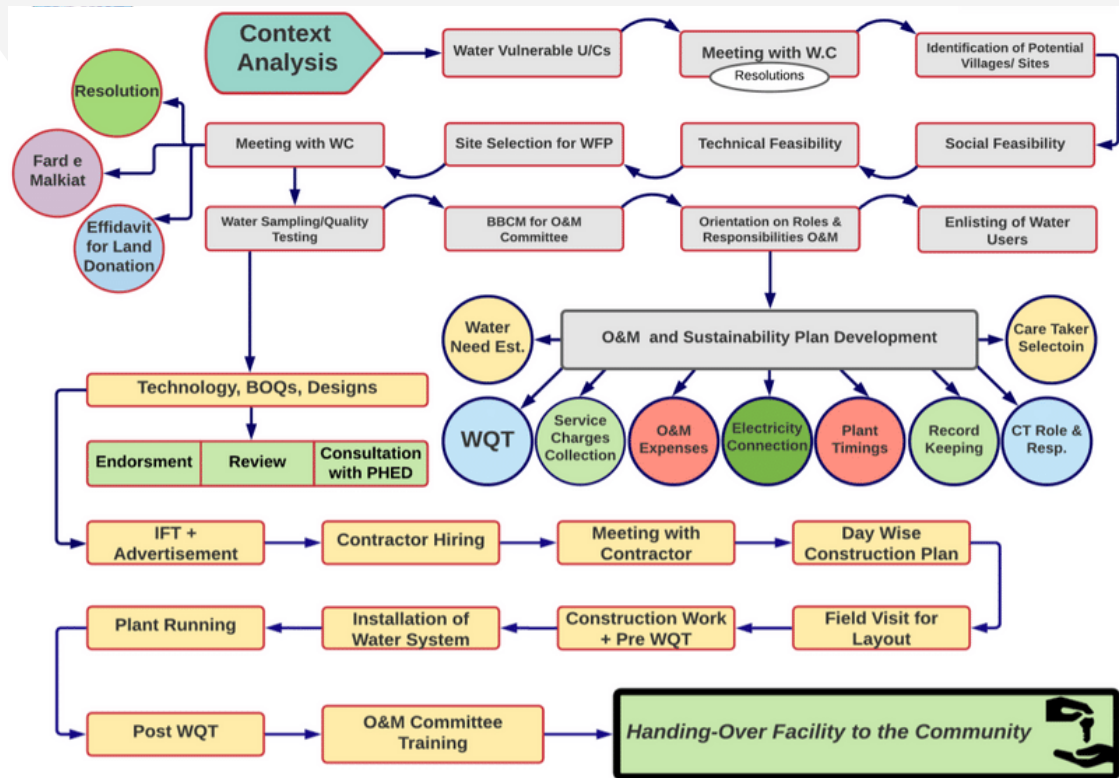 Context
Analysis
Water Vulnerable U/Cs
Meeting with W.C
Resolutions
Identification of Potential
Villages/ Sites
Resolution
Fard e
Malkiat
Effidavit
for Land
Donation
Meeting with WC
Site Selection for WFP
Technical Feasibility
Social Feasibility
Water Sampling/Quality
Testing
BBCM for O&M
Committee
Orientation on Roles &
Responsibilities O&M
Enlisting of Water
Users
Water
Need Est.
O&M and Sustainability Plan Development
Care Taker
Selectoin
Technology, BOQs, Designs
Endorsment
Review
Consultation
with PHED
WQT
Service
Charges
Collection
O&M
Expenses
Electricity
Connection
Plant
Timings
Record
Keeping
CT Role &
Resp.
IFT +
Advertisement
Contractor Hiring
Meeting with
Contractor
Day Wise
Construction Plan
Plant Running
Installation of
Water System
Construction Work
+ Pre WQT
Field Visit for
Layout
Post WQT
O&M Committee
Training
Handing-Over Facility to the Community